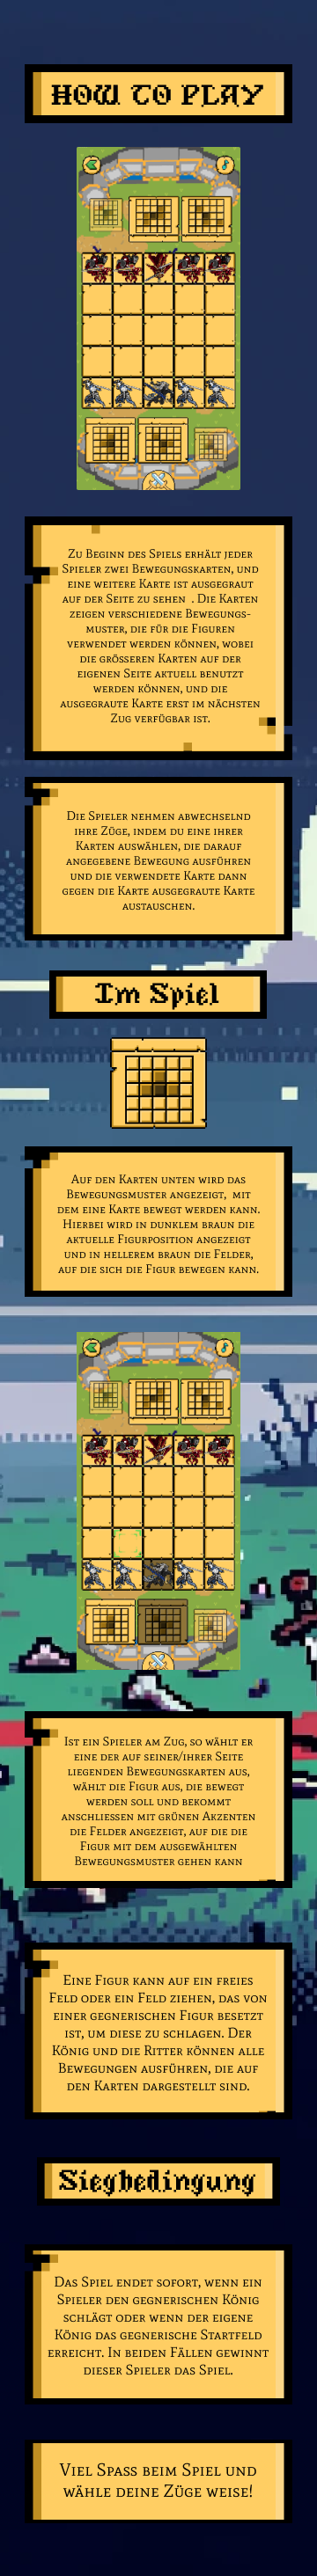 HOW TO PLAY
Zu Beginn des Spiels erhält jeder
Spieler zwei Bewegungskarten, und
eine weitere Karte ist ausgegraut
auf der Seite zu sehen . Die Karten
zeigen verschiedene Bewegungs-
muster, die für die Figuren
verwendet werden können, wobei
die grösseren Karten auf der
eigenen Seite aktuell benutzt
werden können, und die
ausgegraute Karte erst im nächsten
Zug verfügbar ist.
Die Spieler nehmen abwechselnd
ihre Züge, indem du eine ihrer
Karten auswählen, die darauf
angegebene Bewegung ausführen
und die verwendete Karte dann
gegen die Karte ausgegraute Karte
austauschen.
Im Spiel
Auf den Karten unten wird das
Bewegungsmuster angezeigt, mit
dem eine Karte bewegt werden kann.
Hierbei wird in dunklem braun die
aktuelle Figurposition angezeigt
und in hellerem braun die Felder,
auf die sich die Figur bewegen kann.
Ist ein Spieler am Zug, so wählt er
eine der auf seiner/ihrer Seite
liegenden Bewegungskarten aus,
wählt die Figur aus, die bewegt
werden soll und bekommt
anschliessen mit grünen Akzenten
die Felder angezeigt, auf die die
Figur mit dem ausgewählten
Bewegungsmuster gehen kann
Eine Figur kann auf ein freies
Feld oder ein Feld ziehen, das von
einer gegnerischen Figur besetzt
ist, um diese zu schlagen. Der
König und die Ritter können alle
Bewegungen ausführen, die auf
den Karten dargestellt sind.
Siegbedingung
Das Spiel endet sofort, wenn ein
Spieler den gegnerischen König
schlägt oder wenn der eigene
König das gegnerische Startfeld
erreicht. In beiden Fällen gewinnt
dieser Spieler das Spiel.
Viel Spass beim Spiel und
wähle deine Züge weise!